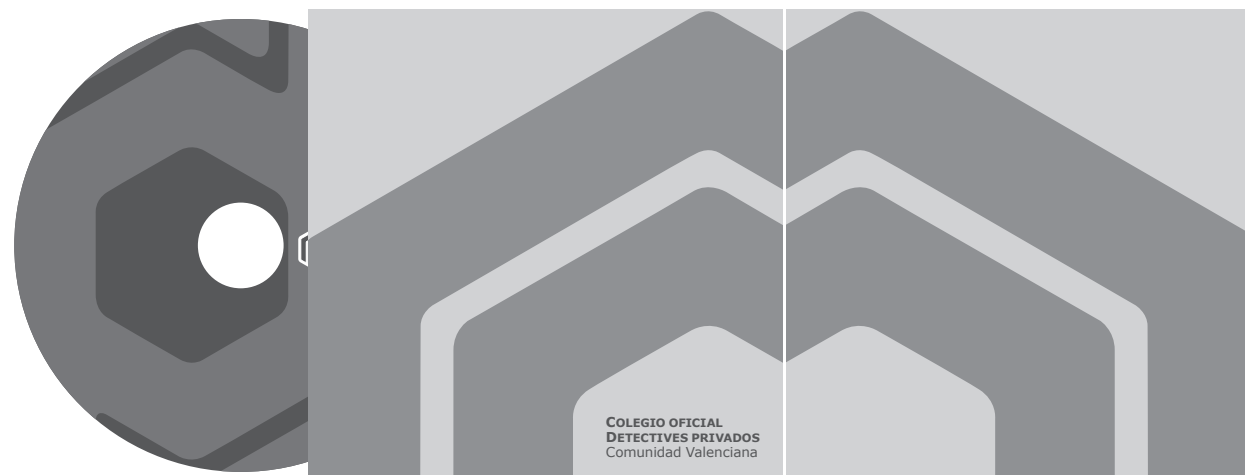 COLEGIO OFICIAL
DETECTIVES PRIVADOS
Comunidad Valenciana